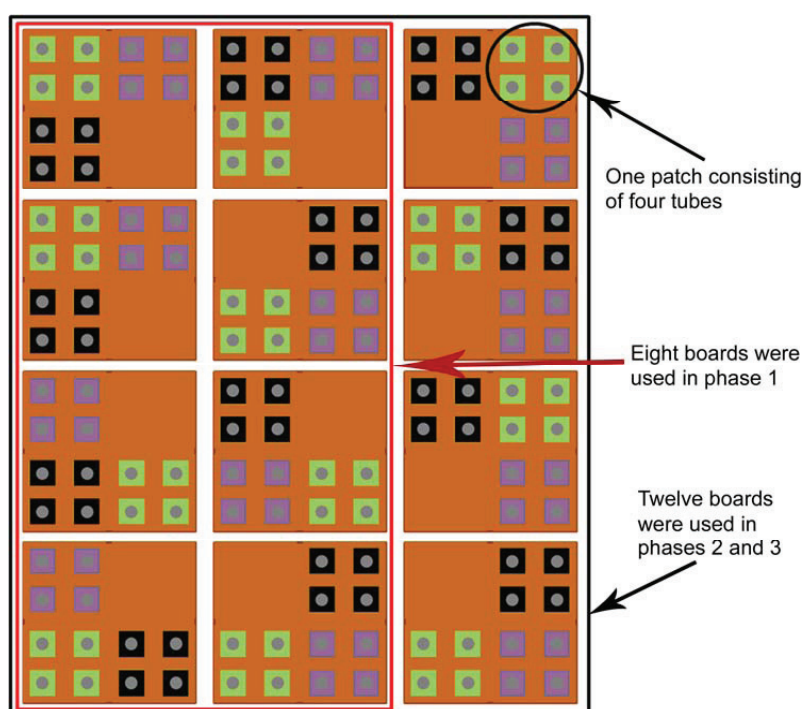 One patch consisting
of four tubes
Eight boards were
used in phase 1
Twelve boards
were used in
phases 2 and 3